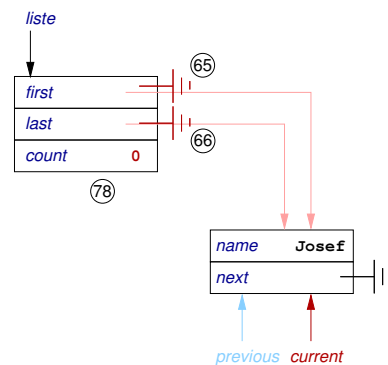 liste
65
first
last
66
count 0
78
name Josef
next
previous current